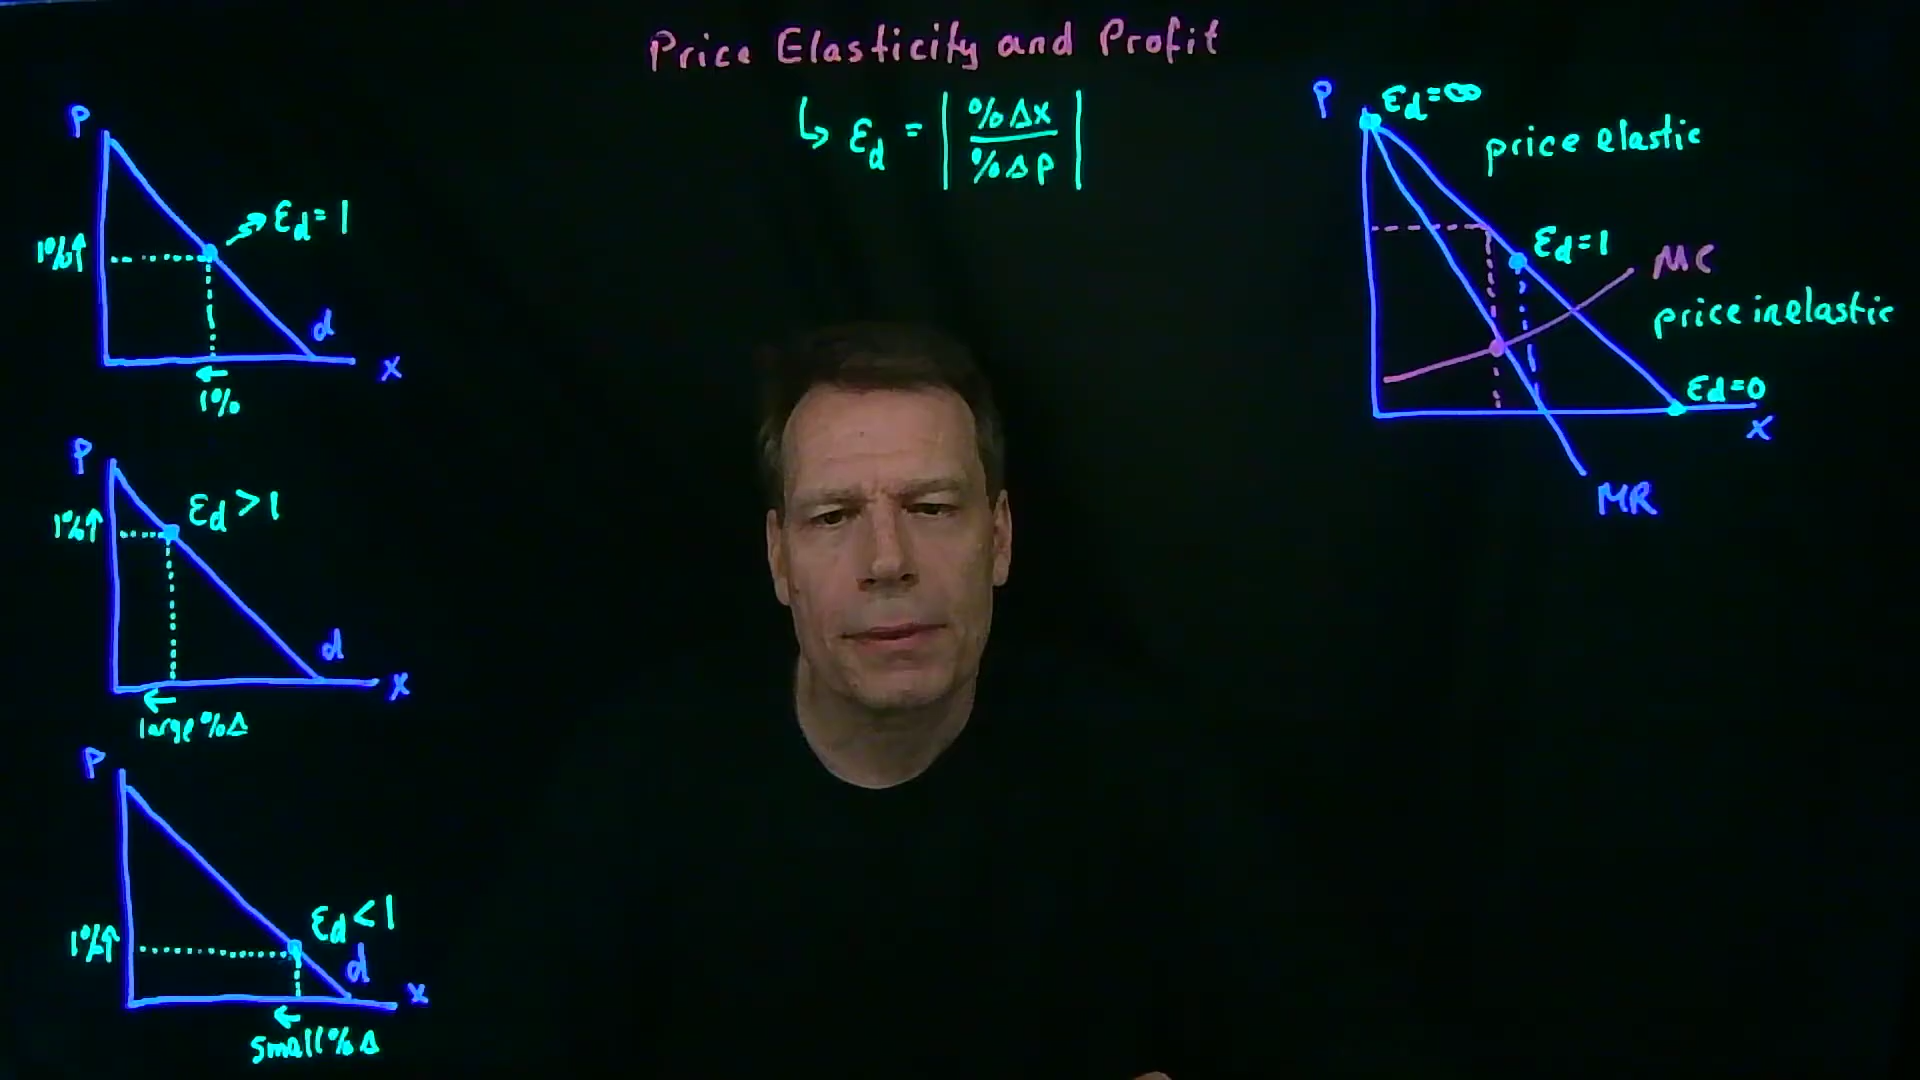 Price Elasticity and Profit
↳ εd = | %Δx / %Δp |
P
εd = 1
1%↑
d
x
← 1%
P
εd > 1
1%↑
d
x
←
large % Δ
P
εd < 1
1%↑
d
x
←
small % Δ
P
εd = ∞
price elastic
εd = 1
MC
price inelastic
εd = 0
x
MR